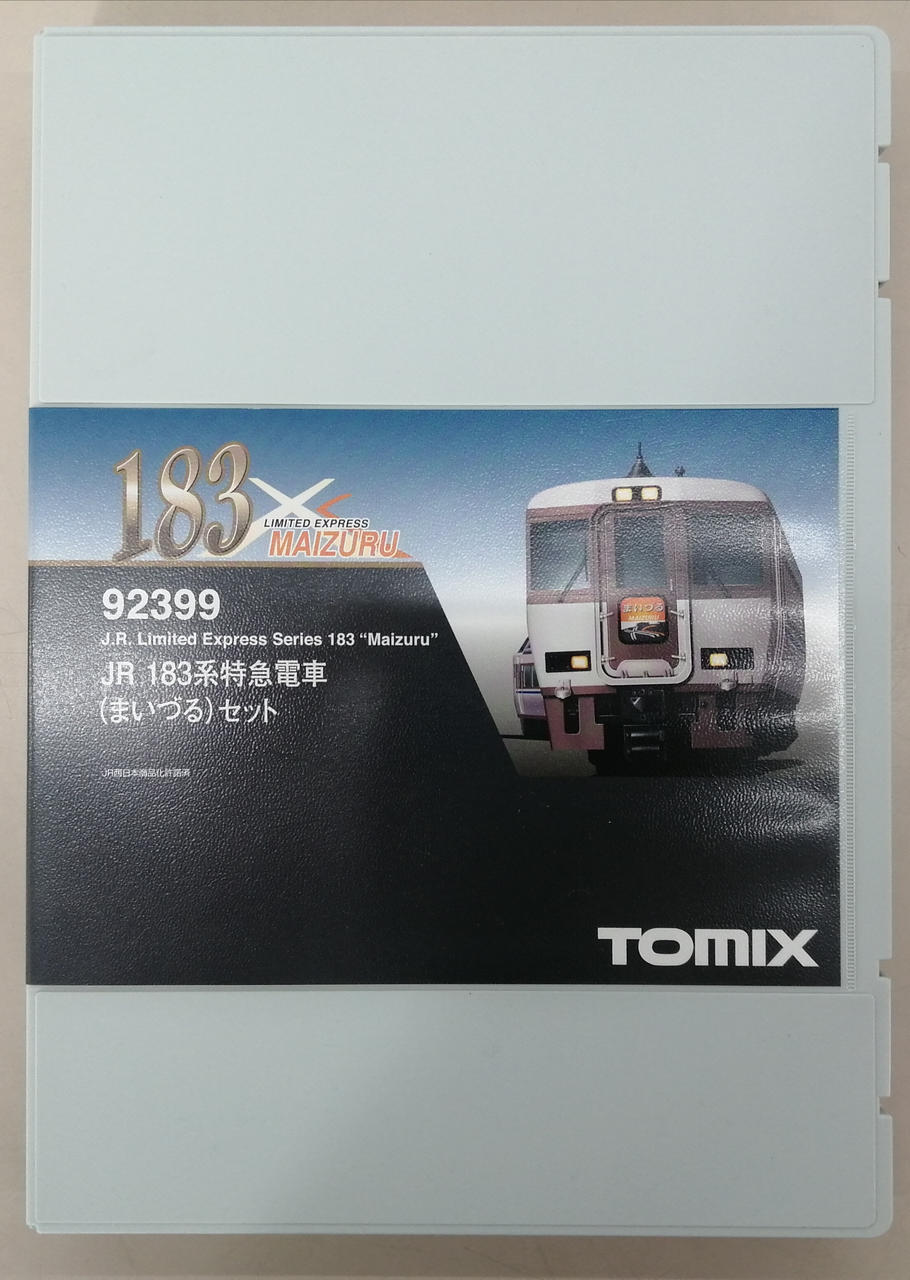 183
LIMITED EXPRESS
MAIZURU
92399
J.R. Limited Express Series 183 “Maizuru”
JR 183系特急電車
(まいづる)セット
JR西日本商品化許諾済
まいづる
MAIZURU
TOMIX